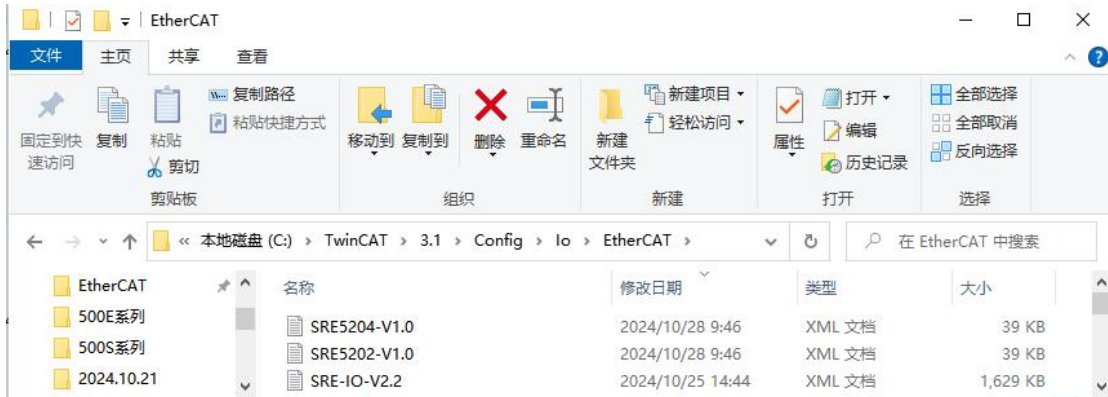 EtherCAT
文件 主页 共享 查看
固定到快速访问
复制
粘贴
复制路径
粘贴快捷方式
剪切
移动到
复制到
删除
重命名
新建文件夹
新建项目
轻松访问
属性
打开
编辑
历史记录
全部选择
全部取消
反向选择
剪贴板 组织 新建 打开 选择
« 本地磁盘 (C:) > TwinCAT > 3.1 > Config > Io > EtherCAT >
在 EtherCAT 中搜索
EtherCAT
500E系列
500S系列
2024.10.21
名称 修改日期 类型 大小
SRE5204-V1.0 2024/10/28 9:46 XML 文档 39 KB
SRE5202-V1.0 2024/10/28 9:46 XML 文档 39 KB
SRE-IO-V2.2 2024/10/25 14:44 XML 文档 1,629 KB